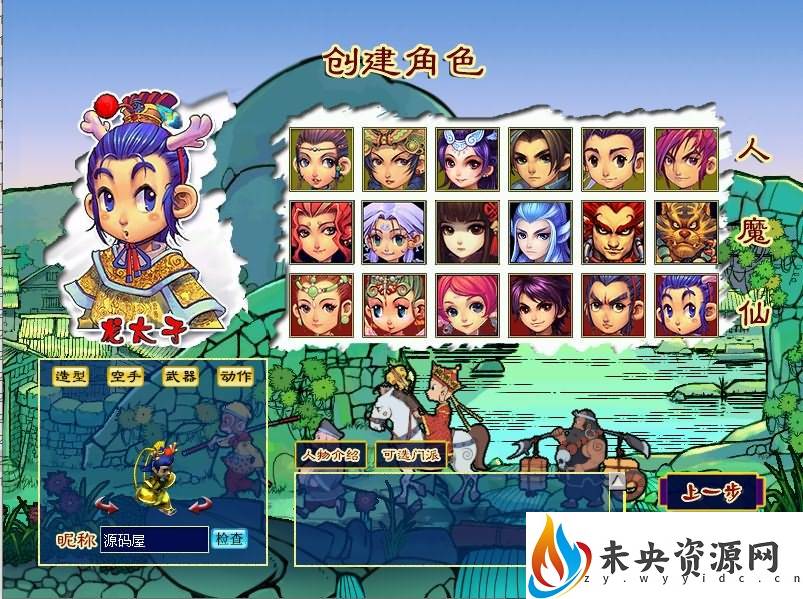 创建角色
人
魔
仙
龙太子
造型 空手 武器 动作
人物介绍 可选门派
上一步
昵称 源码屋 检查
未央资源网
zy.wyyidc.cn